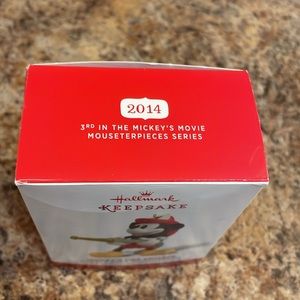 2014
3RD IN THE MICKEY'S MOVIE
MOUSETERPIECES SERIES
Hallmark
KEEPSAKE